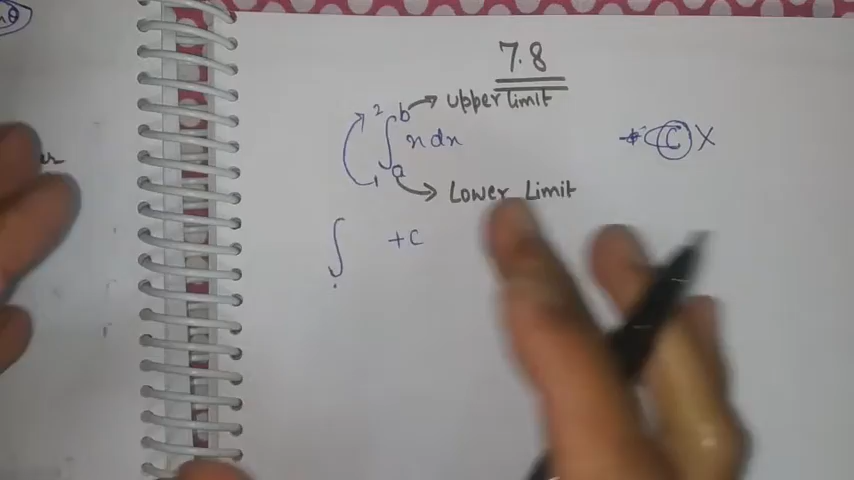 7.8
2 b → upper limit
∫ x dx
+ C X
1 a → Lower Limit
∫ + C